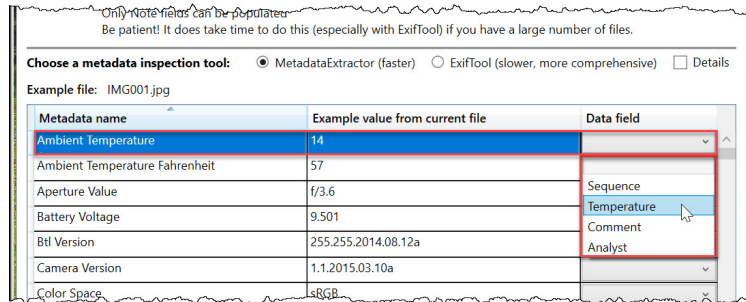 Only Note fields can be populated
Be patient! It does take time to do this (especially with ExifTool) if you have a large number of files.
Choose a metadata inspection tool: MetadataExtractor (faster) ExifTool (slower, more comprehensive) Details
Example file: IMG001.jpg
Metadata name Example value from current file Data field
Ambient Temperature 14
Ambient Temperature Fahrenheit 57
Sequence
Aperture Value f/3.6
Temperature
Battery Voltage 9.501
Comment
Btl Version 255.255.2014.08.12a
Analyst
Camera Version 1.1.2015.03.10a
Color Space sRGB